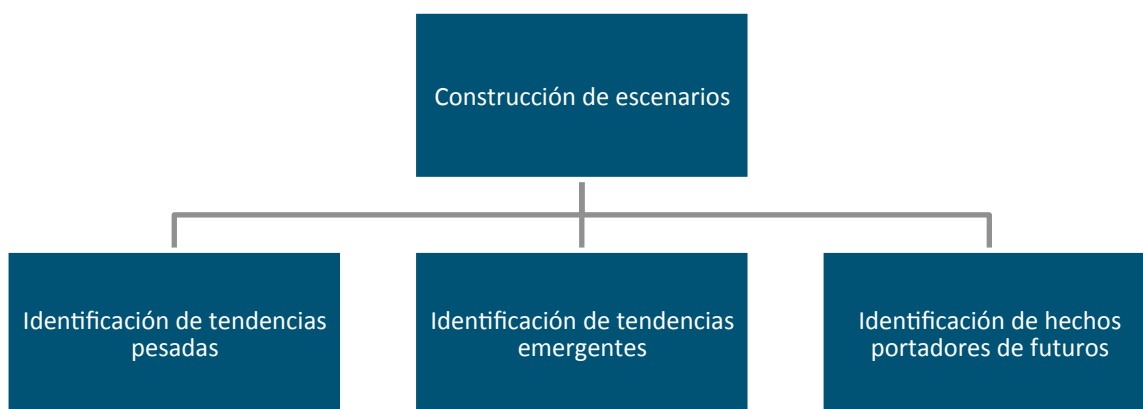 Construcción de escenarios
Identificación de tendencias
pesadas
Identificación de tendencias
emergentes
Identificación de hechos
portadores de futuros